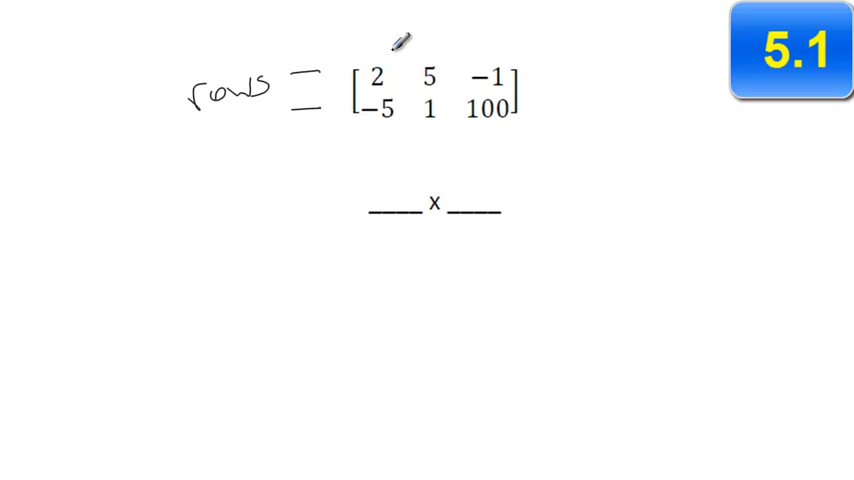 5.1
rows = [2 5 −1
−5 1 100]
____ x ____